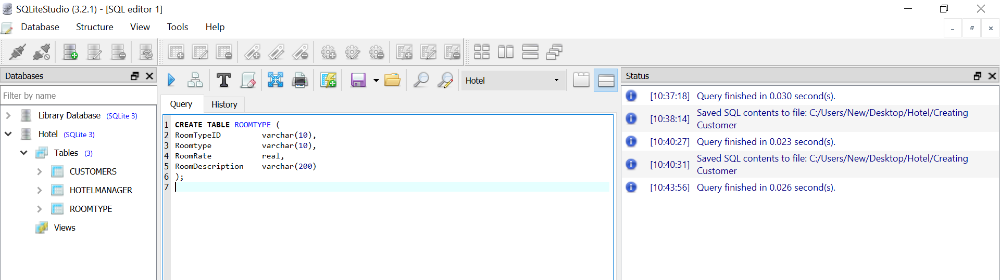 SQLiteStudio (3.2.1) - [SQL editor 1]
Database Structure View Tools Help
Databases
Filter by name
Library Database (SQLite 3)
Hotel (SQLite 3)
Tables (3)
CUSTOMERS
HOTELMANAGER
ROOMTYPE
Views
T
Hotel
Query History
1 CREATE TABLE ROOMTYPE (
2 RoomTypeID varchar(10),
3 Roomtype varchar(10),
4 RoomRate real,
5 RoomDescription varchar(200)
6 );
7
Status
[10:37:18] Query finished in 0.030 second(s).
[10:38:14] Saved SQL contents to file: C:/Users/New/Desktop/Hotel/Creating
Customer
[10:40:27] Query finished in 0.023 second(s).
[10:40:31] Saved SQL contents to file: C:/Users/New/Desktop/Hotel/Creating
Customer
[10:43:56] Query finished in 0.026 second(s).